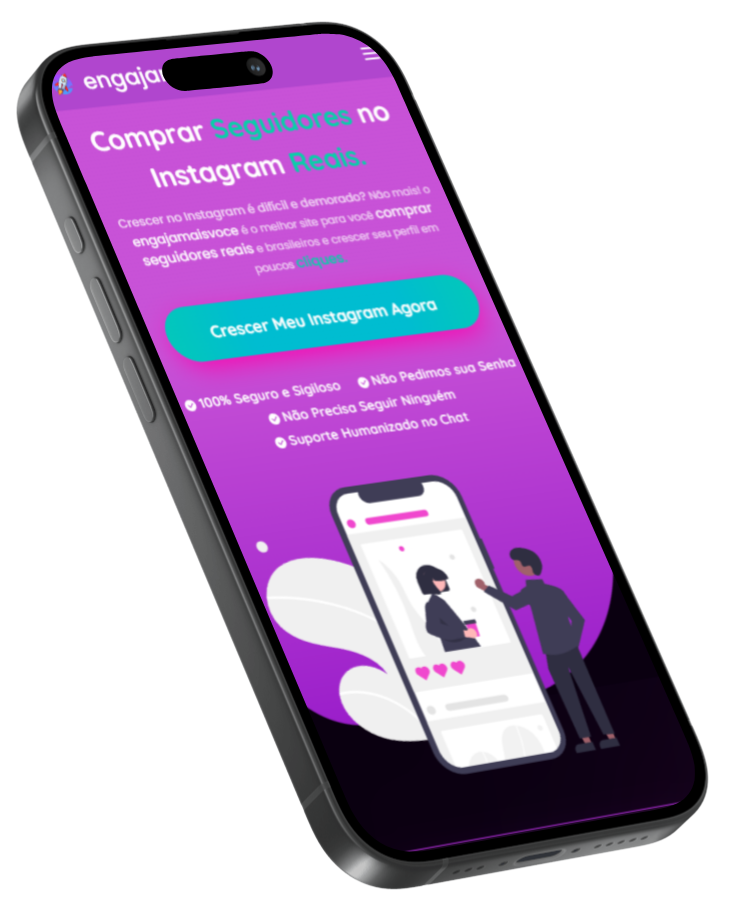 engajar
Comprar Seguidores no
Instagram Reais.
Crescer no Instagram é difícil e demorado? Não mais! o
engajamaisvoce é o melhor site para você comprar
seguidores reais e brasileiros e crescer seu perfil em
poucos cliques.
Crescer Meu Instagram Agora
100% Seguro e Sigiloso Não Pedimos sua Senha
Não Precisa Seguir Ninguém
Suporte Humanizado no Chat